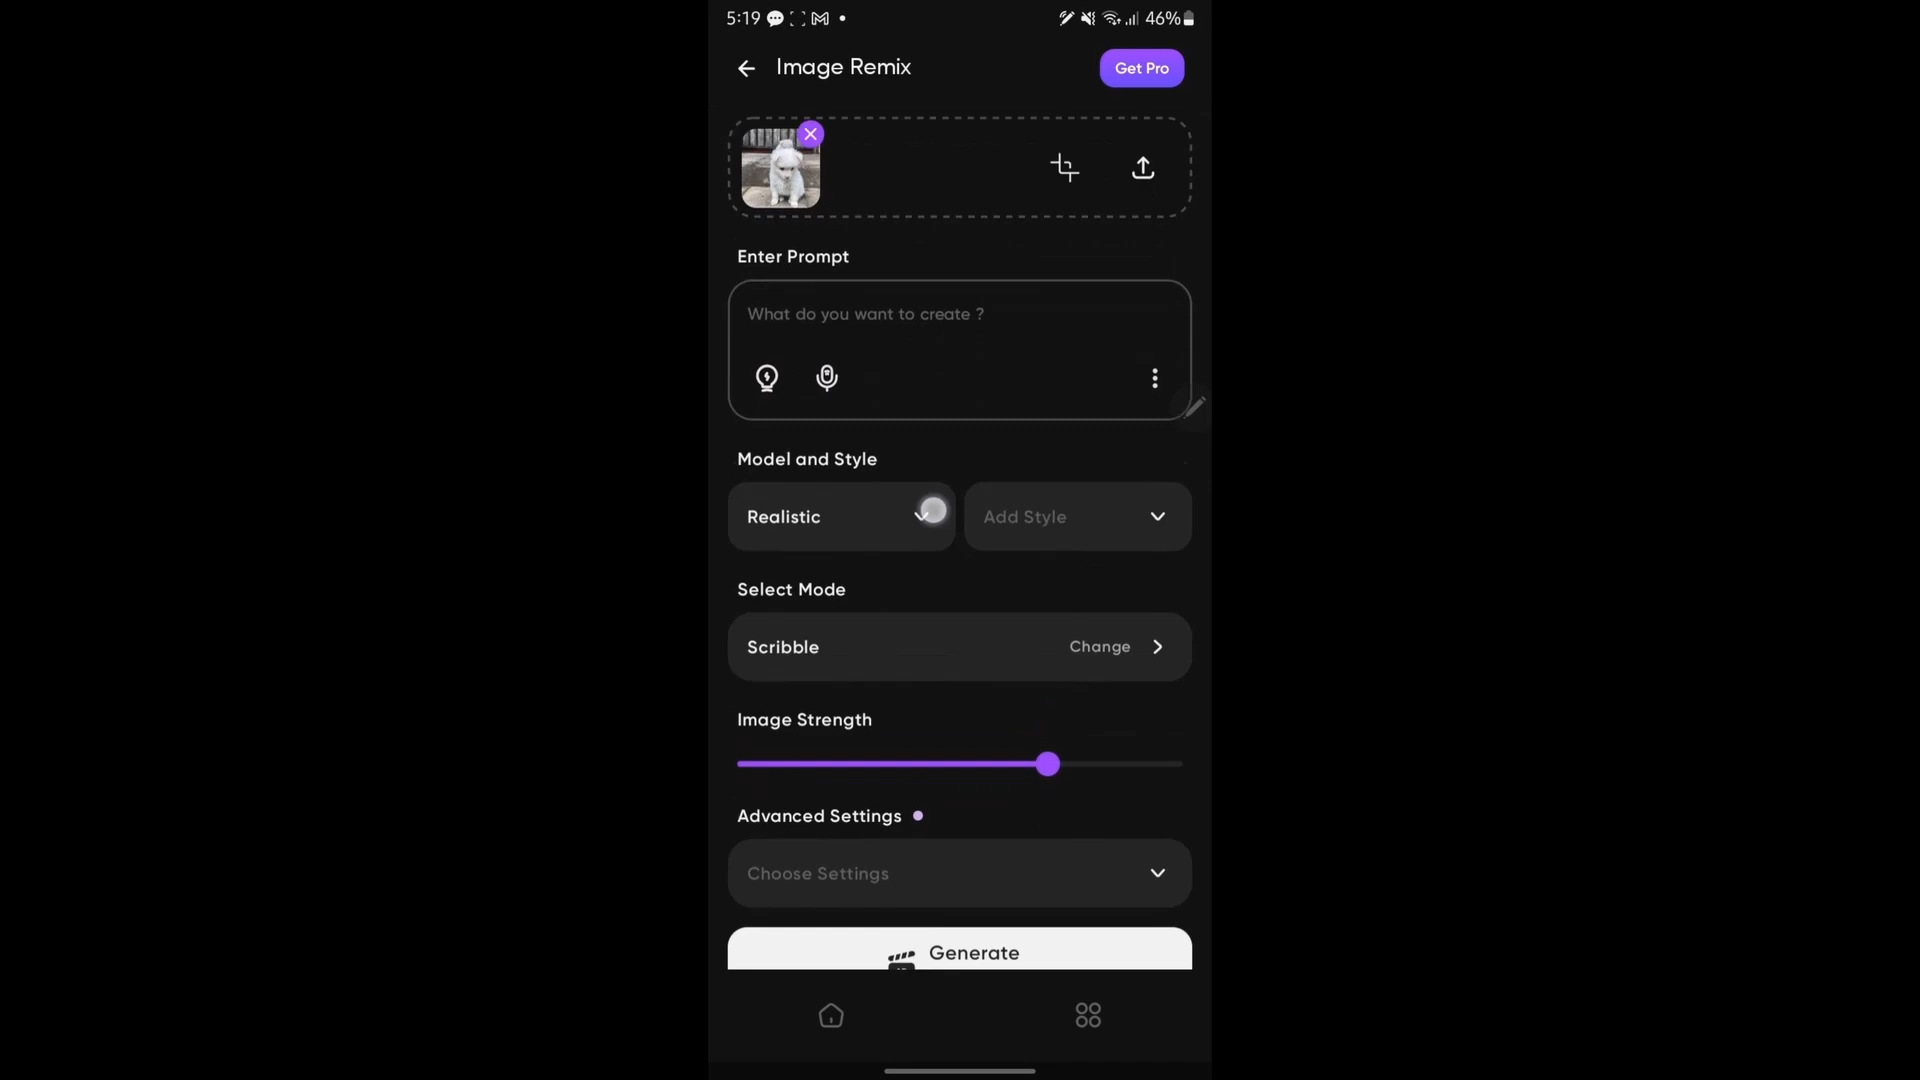 5:19 46%
Image Remix Get Pro
Enter Prompt
What do you want to create ?
Model and Style
Realistic Add Style
Select Mode
Scribble Change
Image Strength
Advanced Settings
Choose Settings
Generate